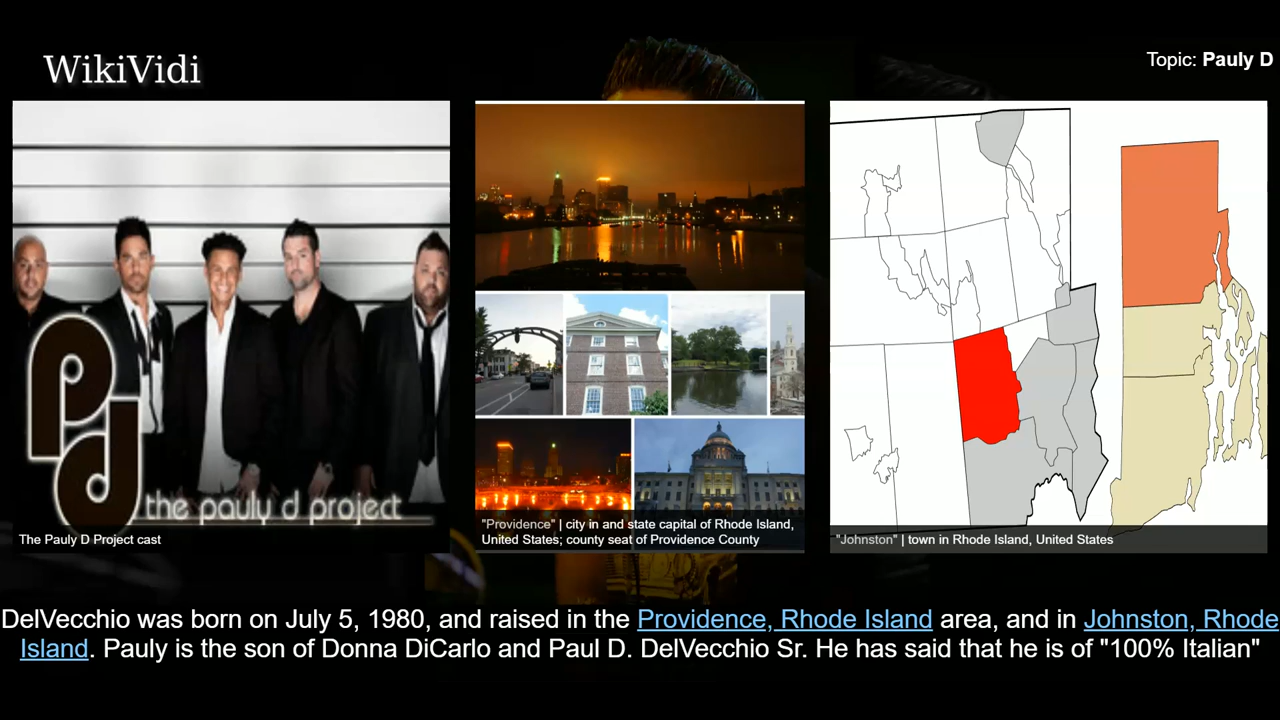 WikiVidi
Topic: Pauly D
pd
the pauly d project
The Pauly D Project cast
"Providence" | city in and state capital of Rhode Island,
United States; county seat of Providence County
"Johnston" | town in Rhode Island, United States
DelVecchio was born on July 5, 1980, and raised in the Providence, Rhode Island area, and in Johnston, Rhode
Island. Pauly is the son of Donna DiCarlo and Paul D. DelVecchio Sr. He has said that he is of "100% Italian"